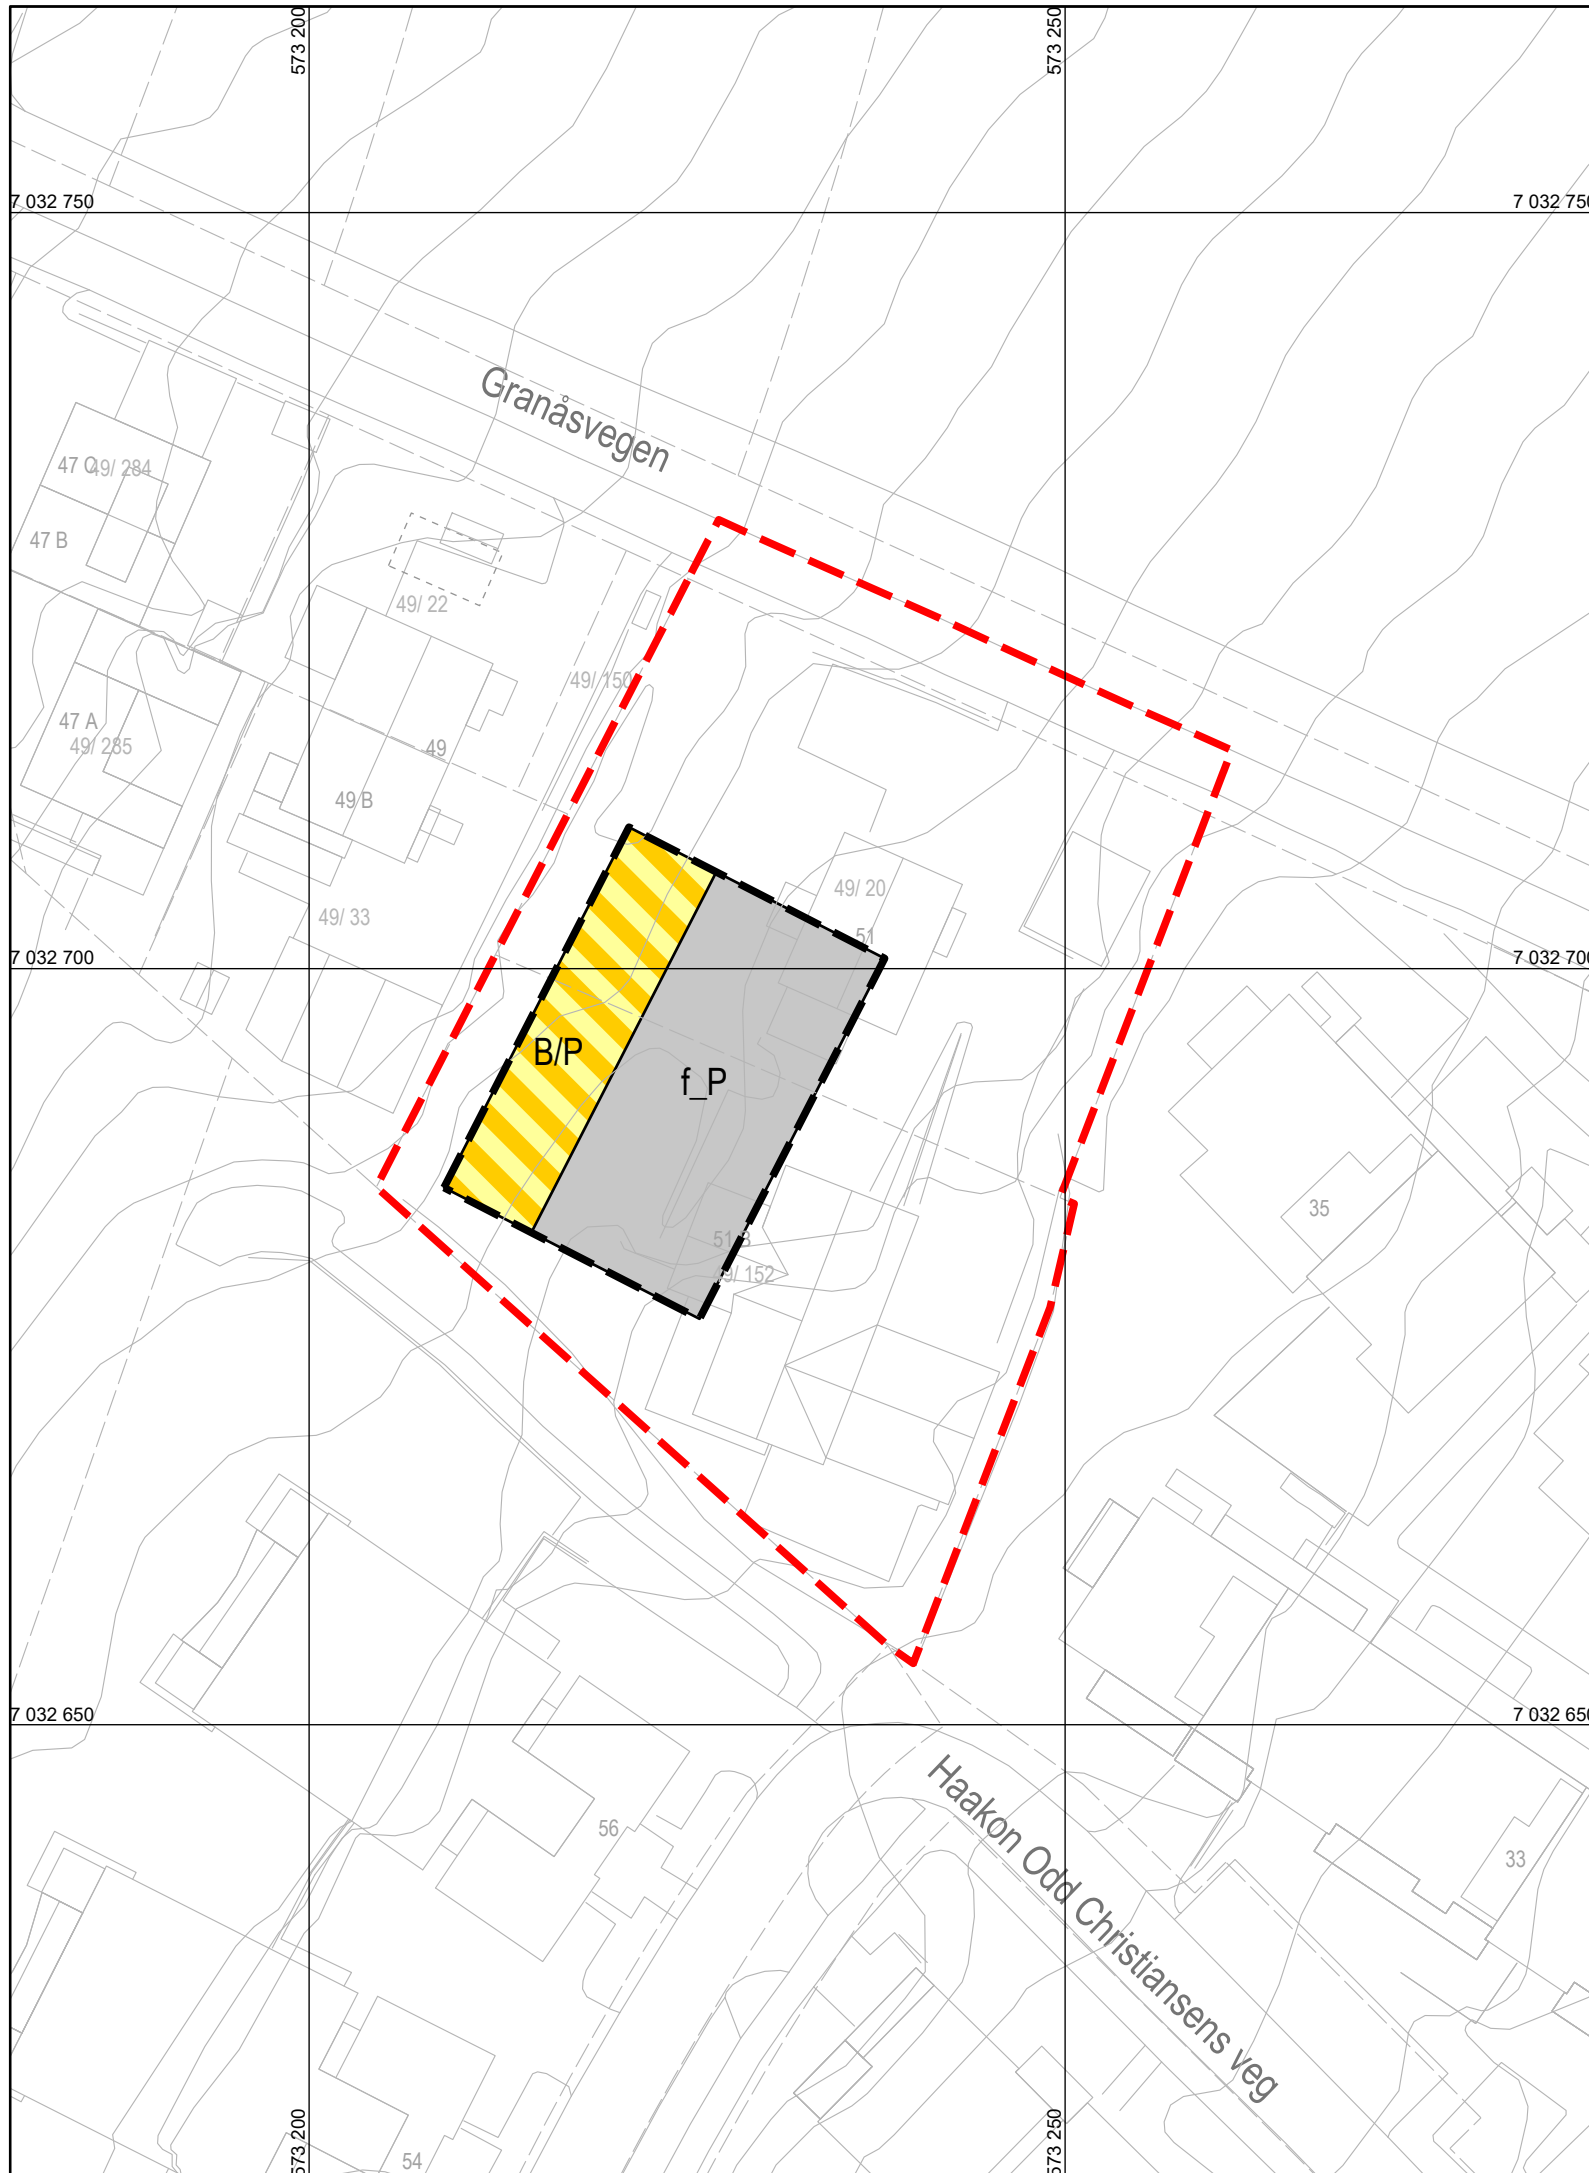 573 200
573 250
7 032 750
7 032 750
Granåsvegen
47 C
49/ 284
47 B
49/ 22
49/ 150
47 A
49/ 285
49
49 B
49/ 20
49/ 33
51
7 032 700
7 032 700
B/P
f_P
35
51 B
49/ 152
7 032 650
7 032 650
Haakon Odd Christiansens veg
56
33
54
573 200
573 250